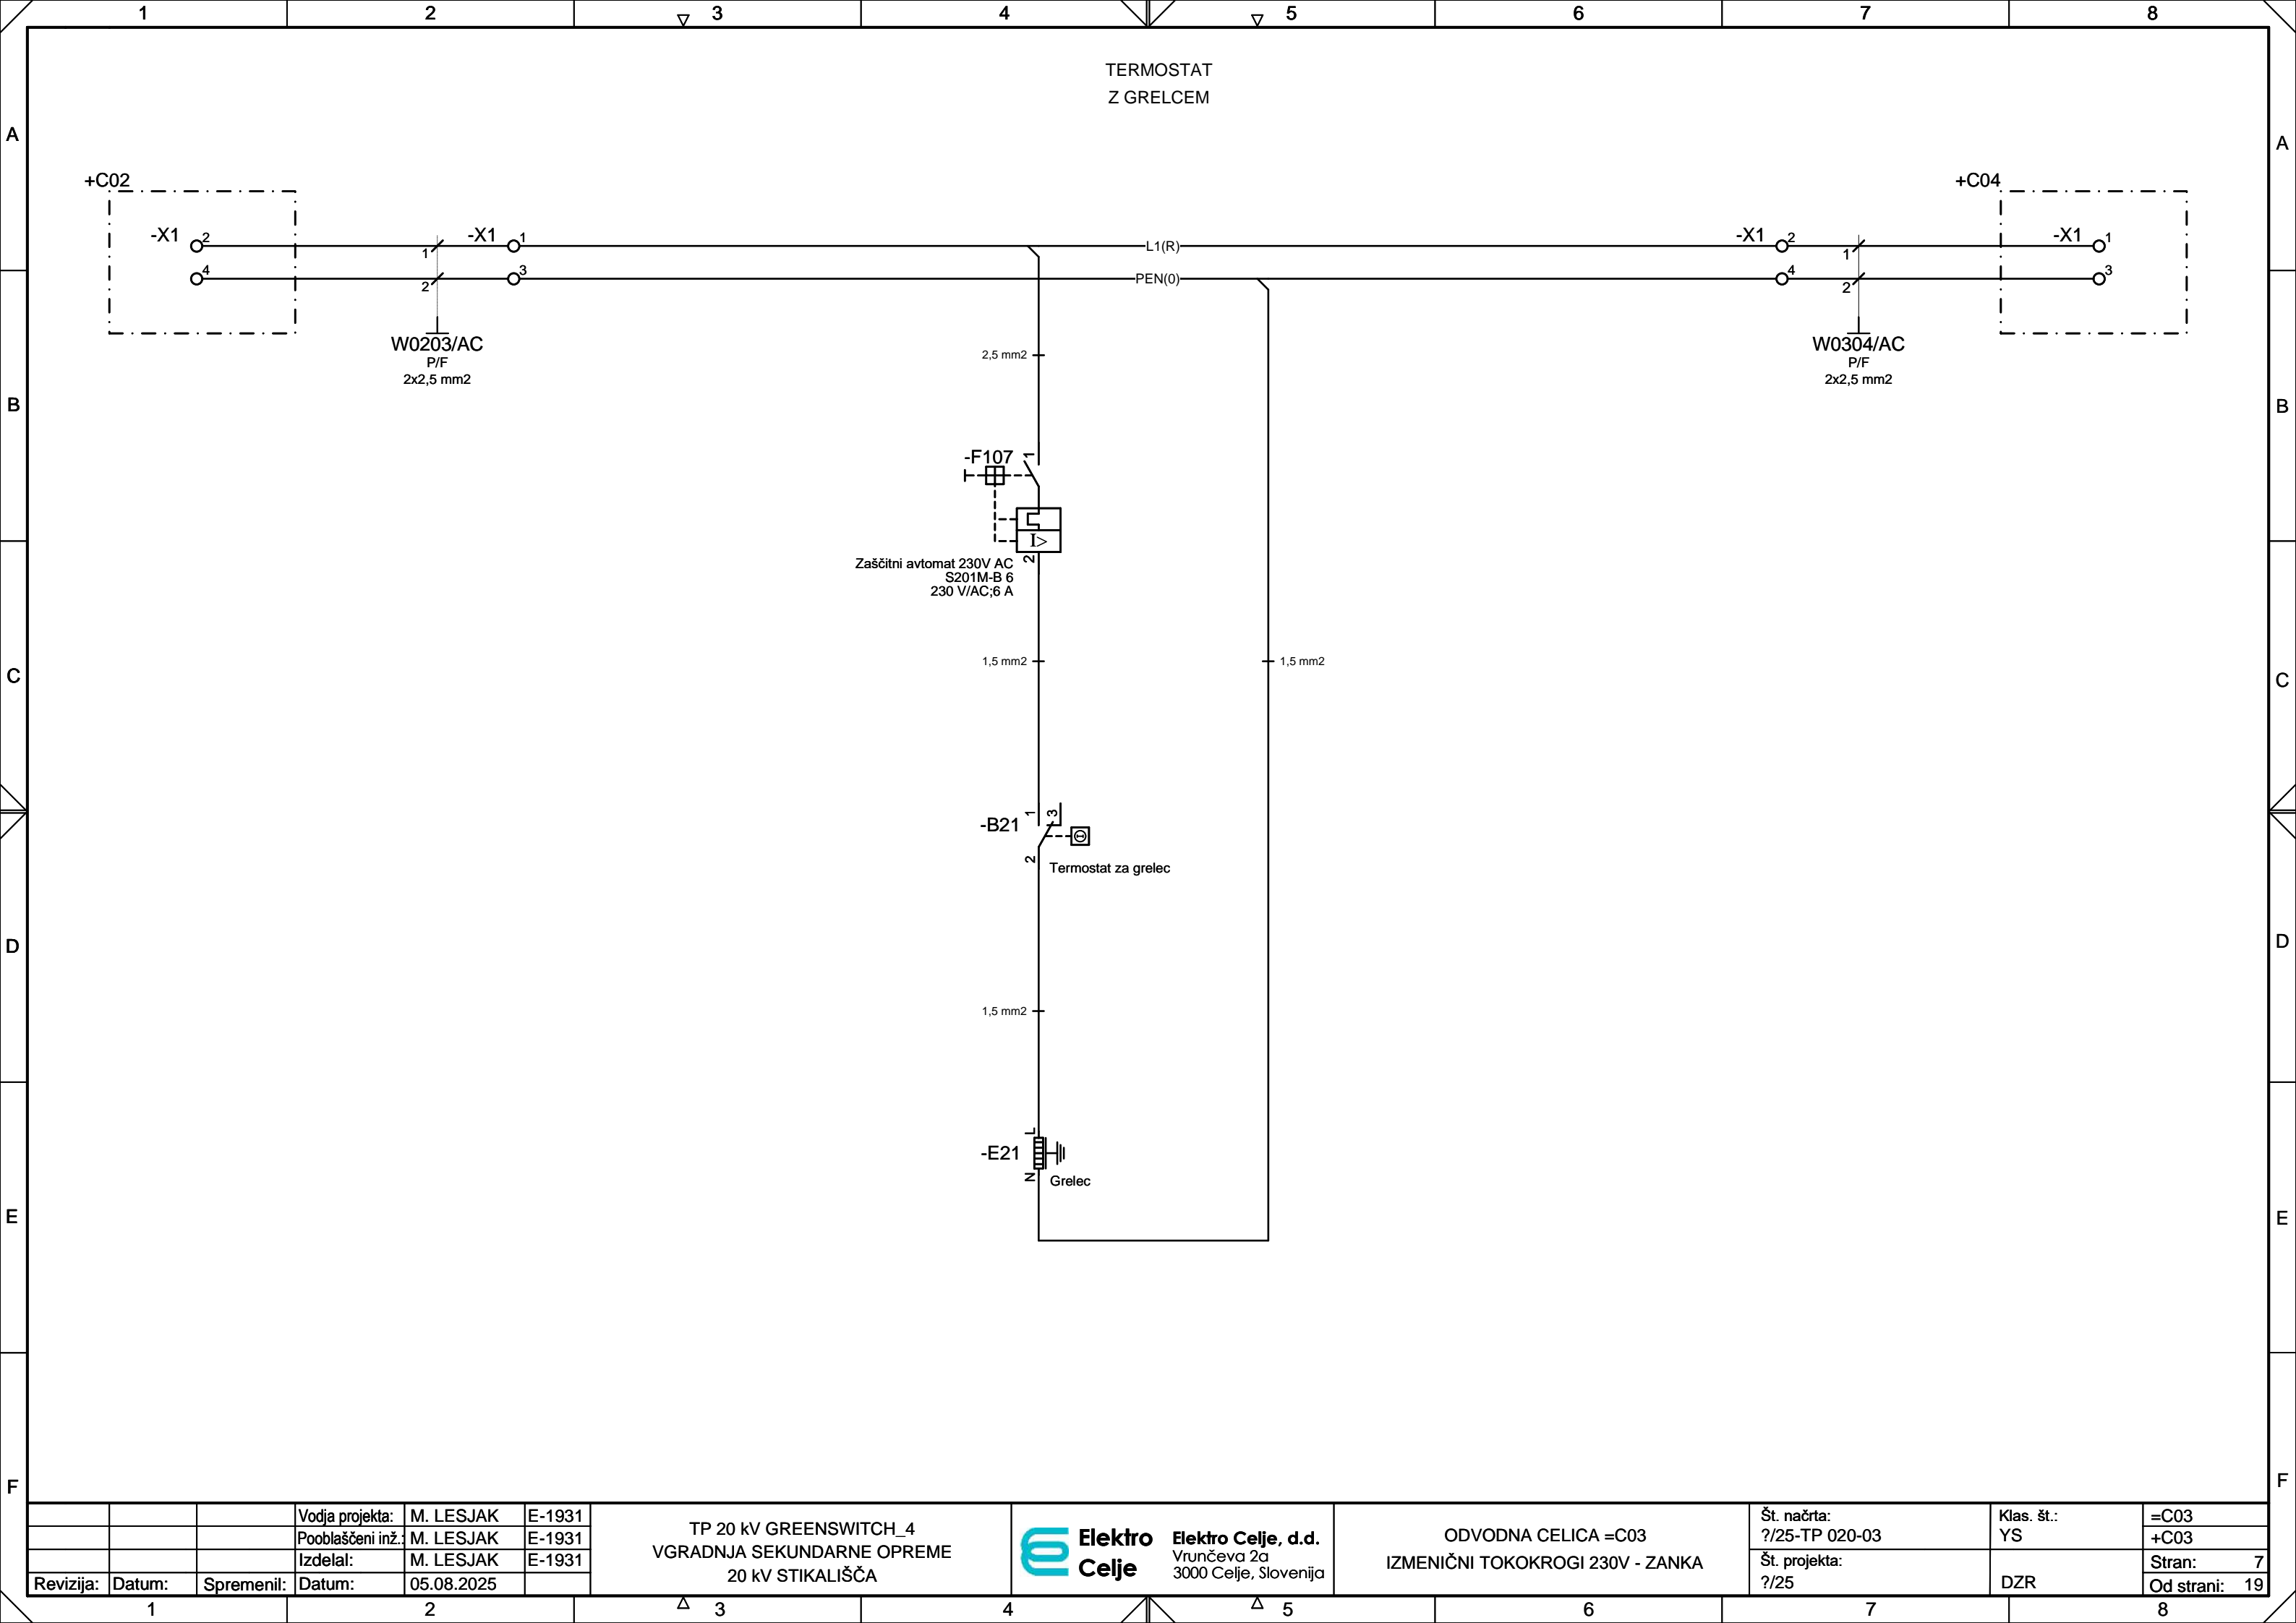 1 2 3 4 5 6 7 8
TERMOSTAT
Z GRELCEM
A A
+C02 +C04
-X1 2 -X1 1 L1(R) -X1 2 -X1 1
1 1
4 3 PEN(0) 4 3
2 2
W0203/AC W0304/AC
P/F P/F
2x2,5 mm2 2x2,5 mm2
2,5 mm2
B B
-F107 1
I>
2
Zaščitni avtomat 230V AC
S201M-B 6
230 V/AC;6 A
1,5 mm2 1,5 mm2
C C
-B21 1 3
2
Termostat za grelec
D D
1,5 mm2
L
-E21
N
Grelec
E E
F F
Vodja projekta: M. LESJAK E-1931
Pooblaščeni inž.: M. LESJAK E-1931
Izdelal: M. LESJAK E-1931
Revizija: Datum: Spremenil: Datum: 05.08.2025
TP 20 kV GREENSWITCH_4
VGRADNJA SEKUNDARNE OPREME
20 kV STIKALIŠČA
Elektro
Celje
Elektro Celje, d.d.
Vrunčeva 2a
3000 Celje, Slovenija
ODVODNA CELICA =C03
IZMENIČNI TOKOKROGI 230V - ZANKA
Št. načrta:
?/25-TP 020-03
Št. projekta:
?/25
Klas. št.:
YS
DZR
=C03
+C03
Stran: 7
Od strani: 19
1 2 3 4 5 6 7 8